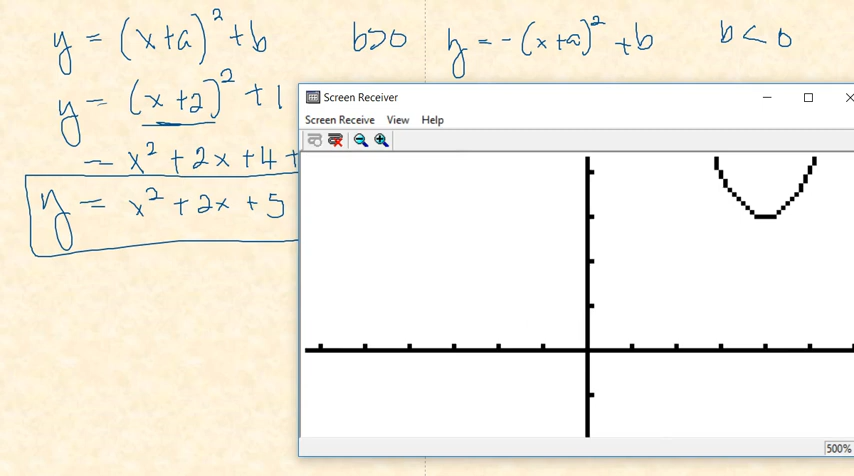 y = (x+a)² + b b>0 y = -(x+a)² + b b < 0
y = (x+2)² + 1
= x² + 2x + 4 +
y = x² + 2x + 5
Screen Receiver
Screen Receive View Help
500%